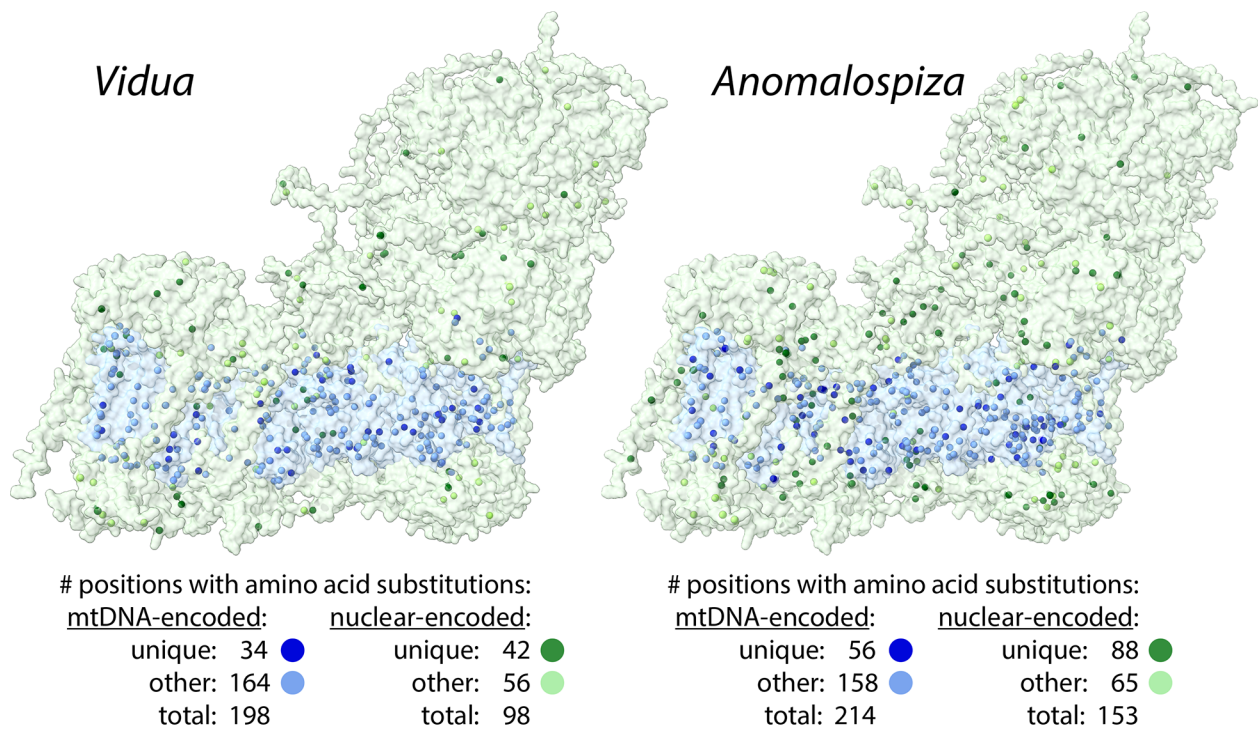 Vidua
Anomalospiza
# positions with amino acid substitutions:
mtDNA-encoded: nuclear-encoded:
unique: 34 unique: 42
other: 164 other: 56
total: 198 total: 98
# positions with amino acid substitutions:
mtDNA-encoded: nuclear-encoded:
unique: 56 unique: 88
other: 158 other: 65
total: 214 total: 153